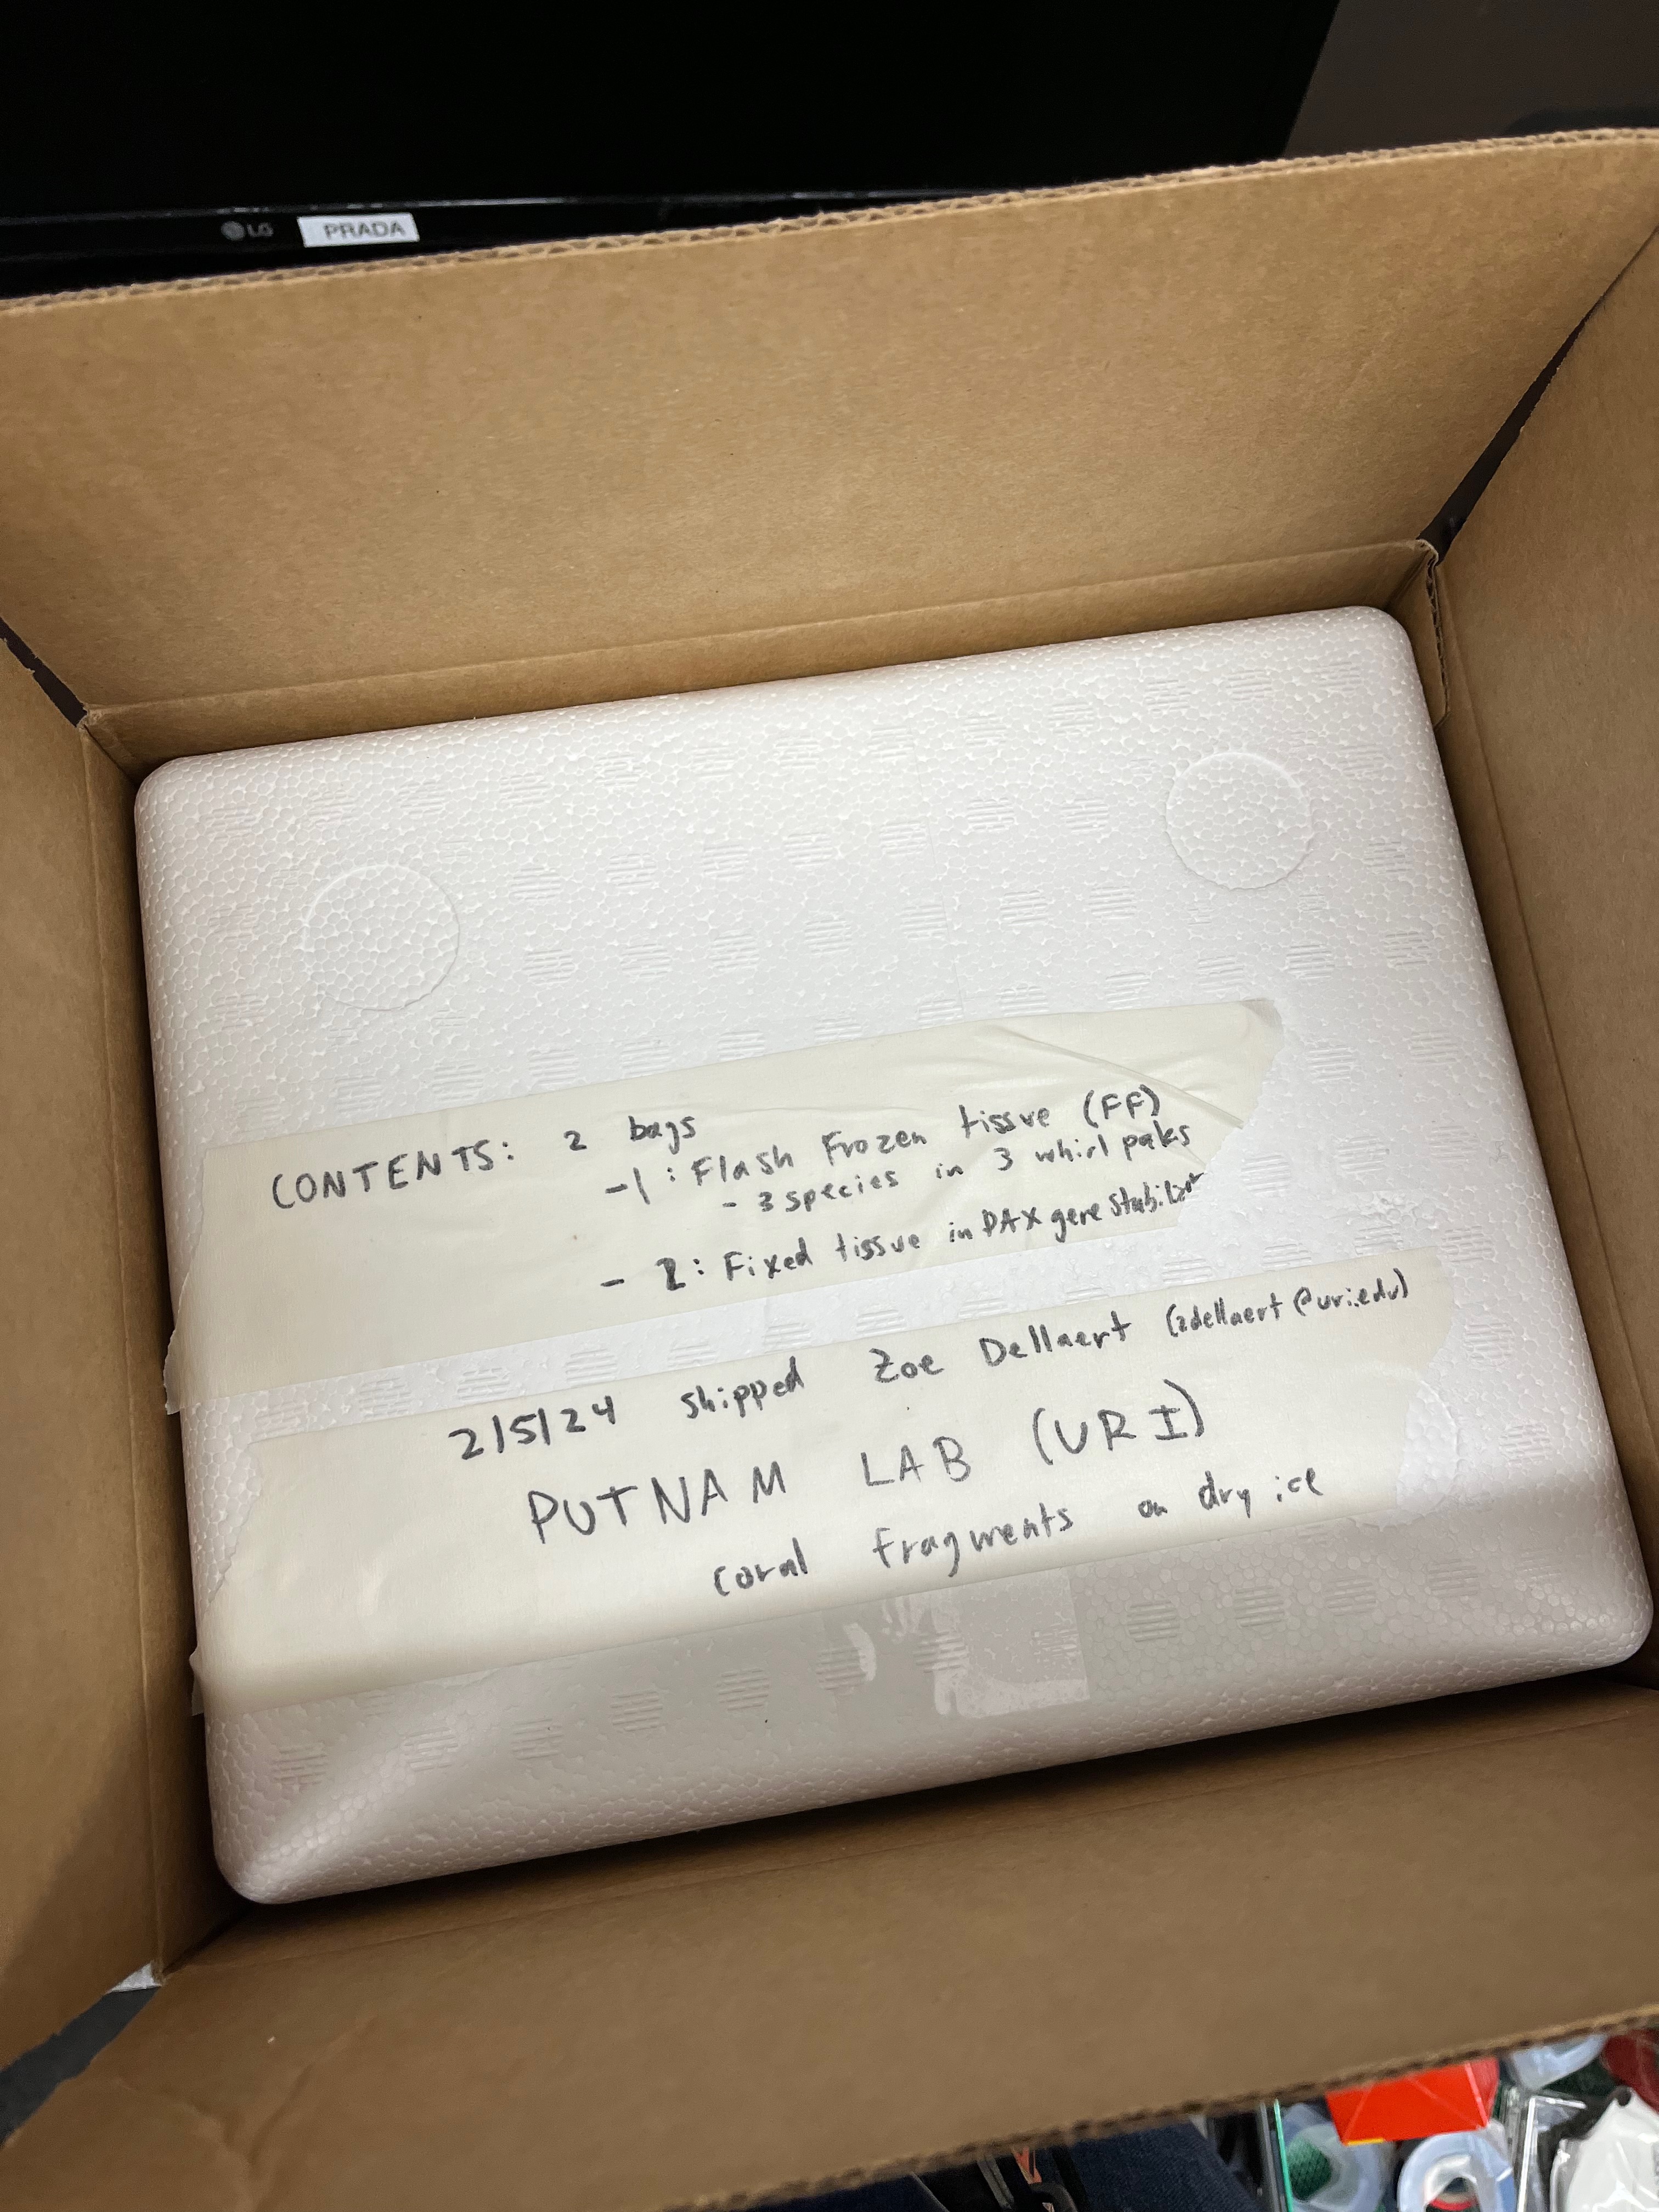 LG PRADA
CONTENTS: 2 bags
-1: Flash Frozen tissue (FF)
- 3 species in 3 whirl paks
- 2: Fixed tissue in PAXgene stabilizer
2/5/24 shipped Zoe Dellaert (zdellaert@uri.edu)
PUTNAM LAB (URI)
coral fragments on dry ice